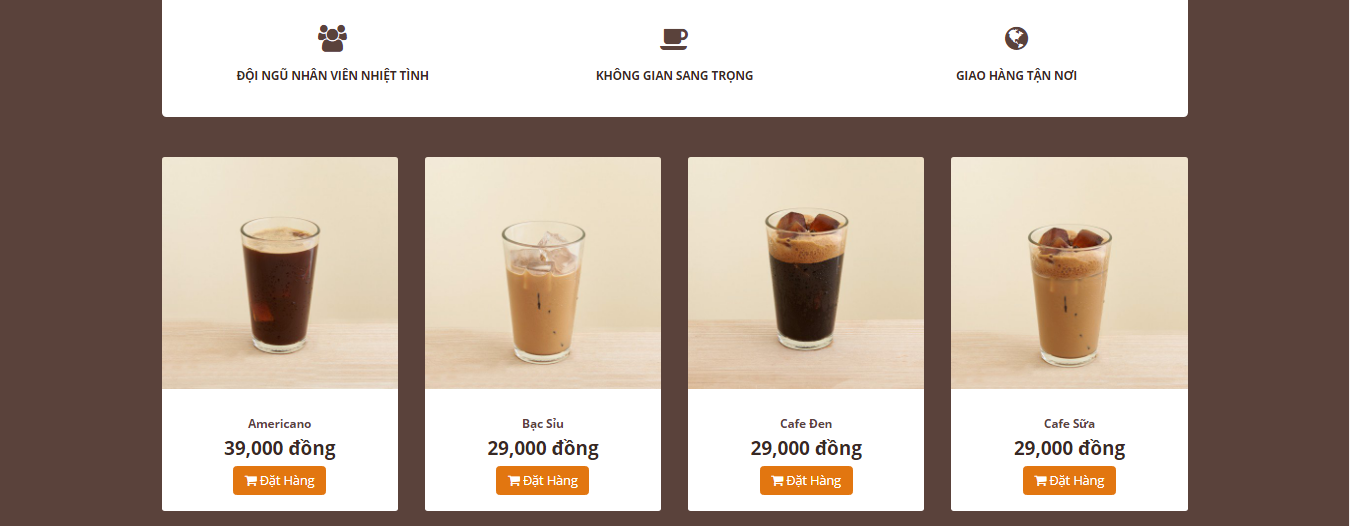 ĐỘI NGŨ NHÂN VIÊN NHIỆT TÌNH
KHÔNG GIAN SANG TRỌNG
GIAO HÀNG TẬN NƠI
Americano
39,000 đồng
Đặt Hàng
Bạc Sỉu
29,000 đồng
Đặt Hàng
Cafe Đen
29,000 đồng
Đặt Hàng
Cafe Sữa
29,000 đồng
Đặt Hàng